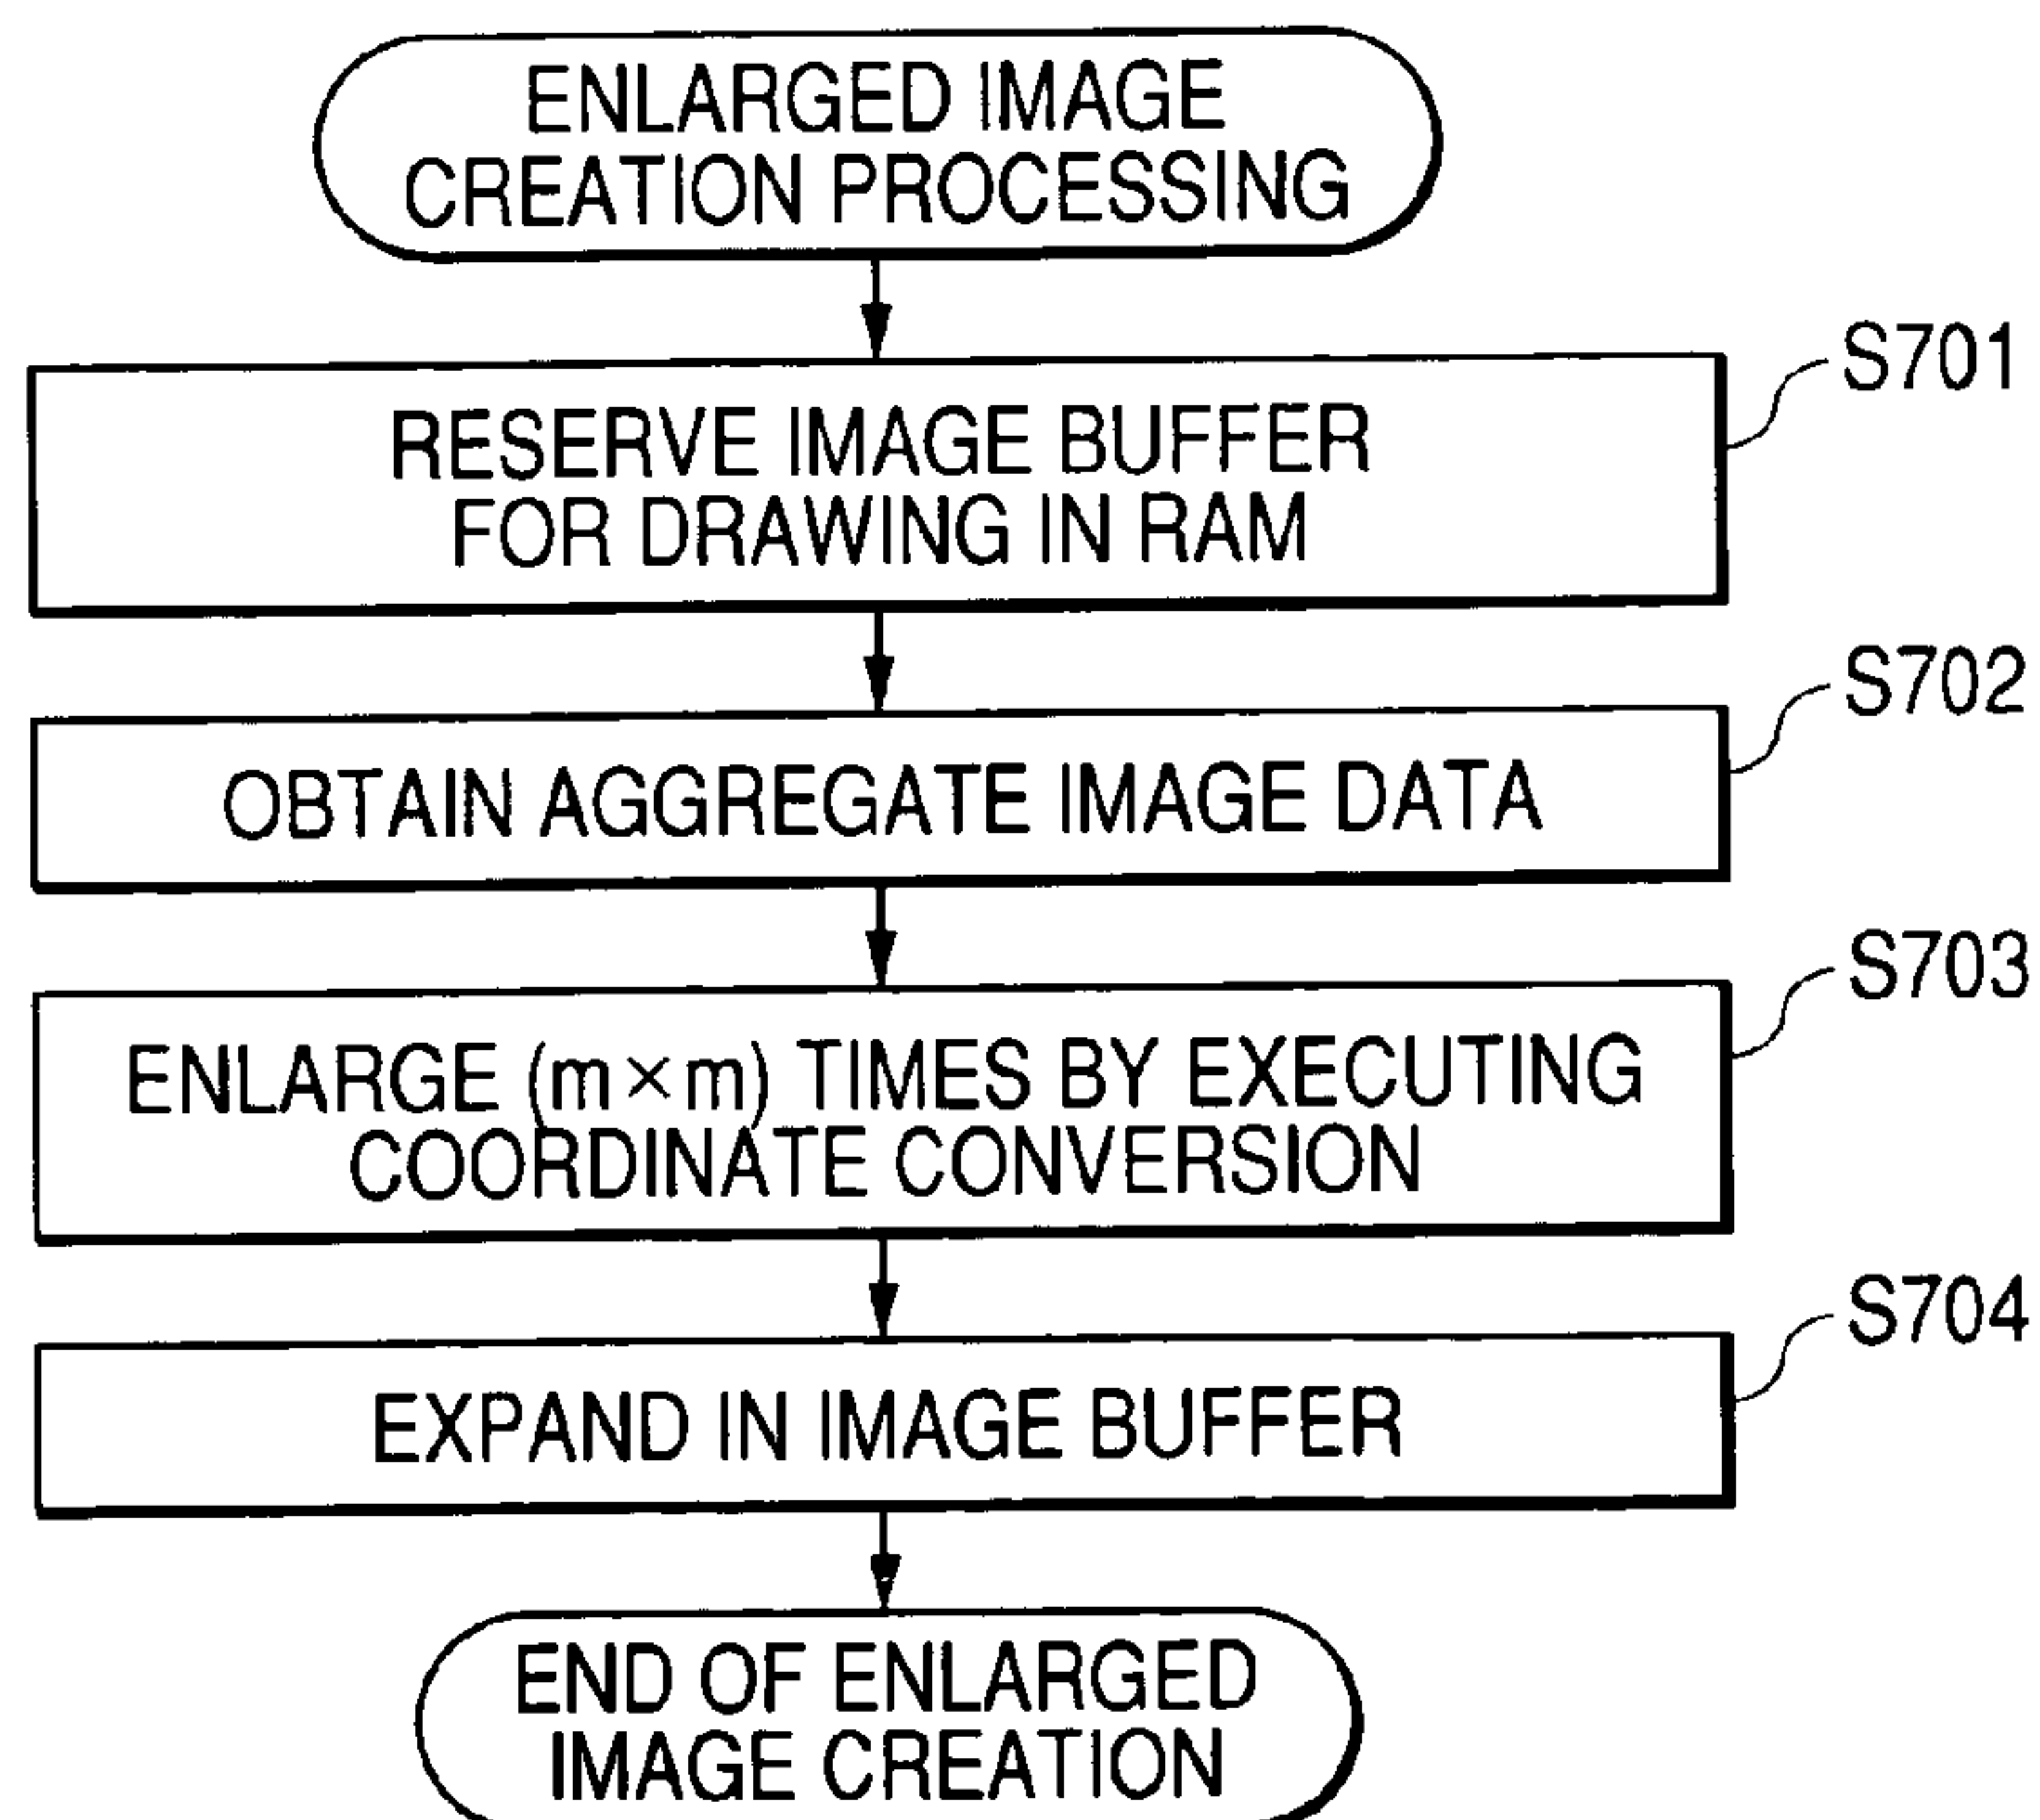 ENLARGED IMAGE
CREATION PROCESSING
S701
RESERVE IMAGE BUFFER
FOR DRAWING IN RAM
S702
OBTAIN AGGREGATE IMAGE DATA
S703
ENLARGE (m×m) TIMES BY EXECUTING
COORDINATE CONVERSION
S704
EXPAND IN IMAGE BUFFER
END OF ENLARGED
IMAGE CREATION